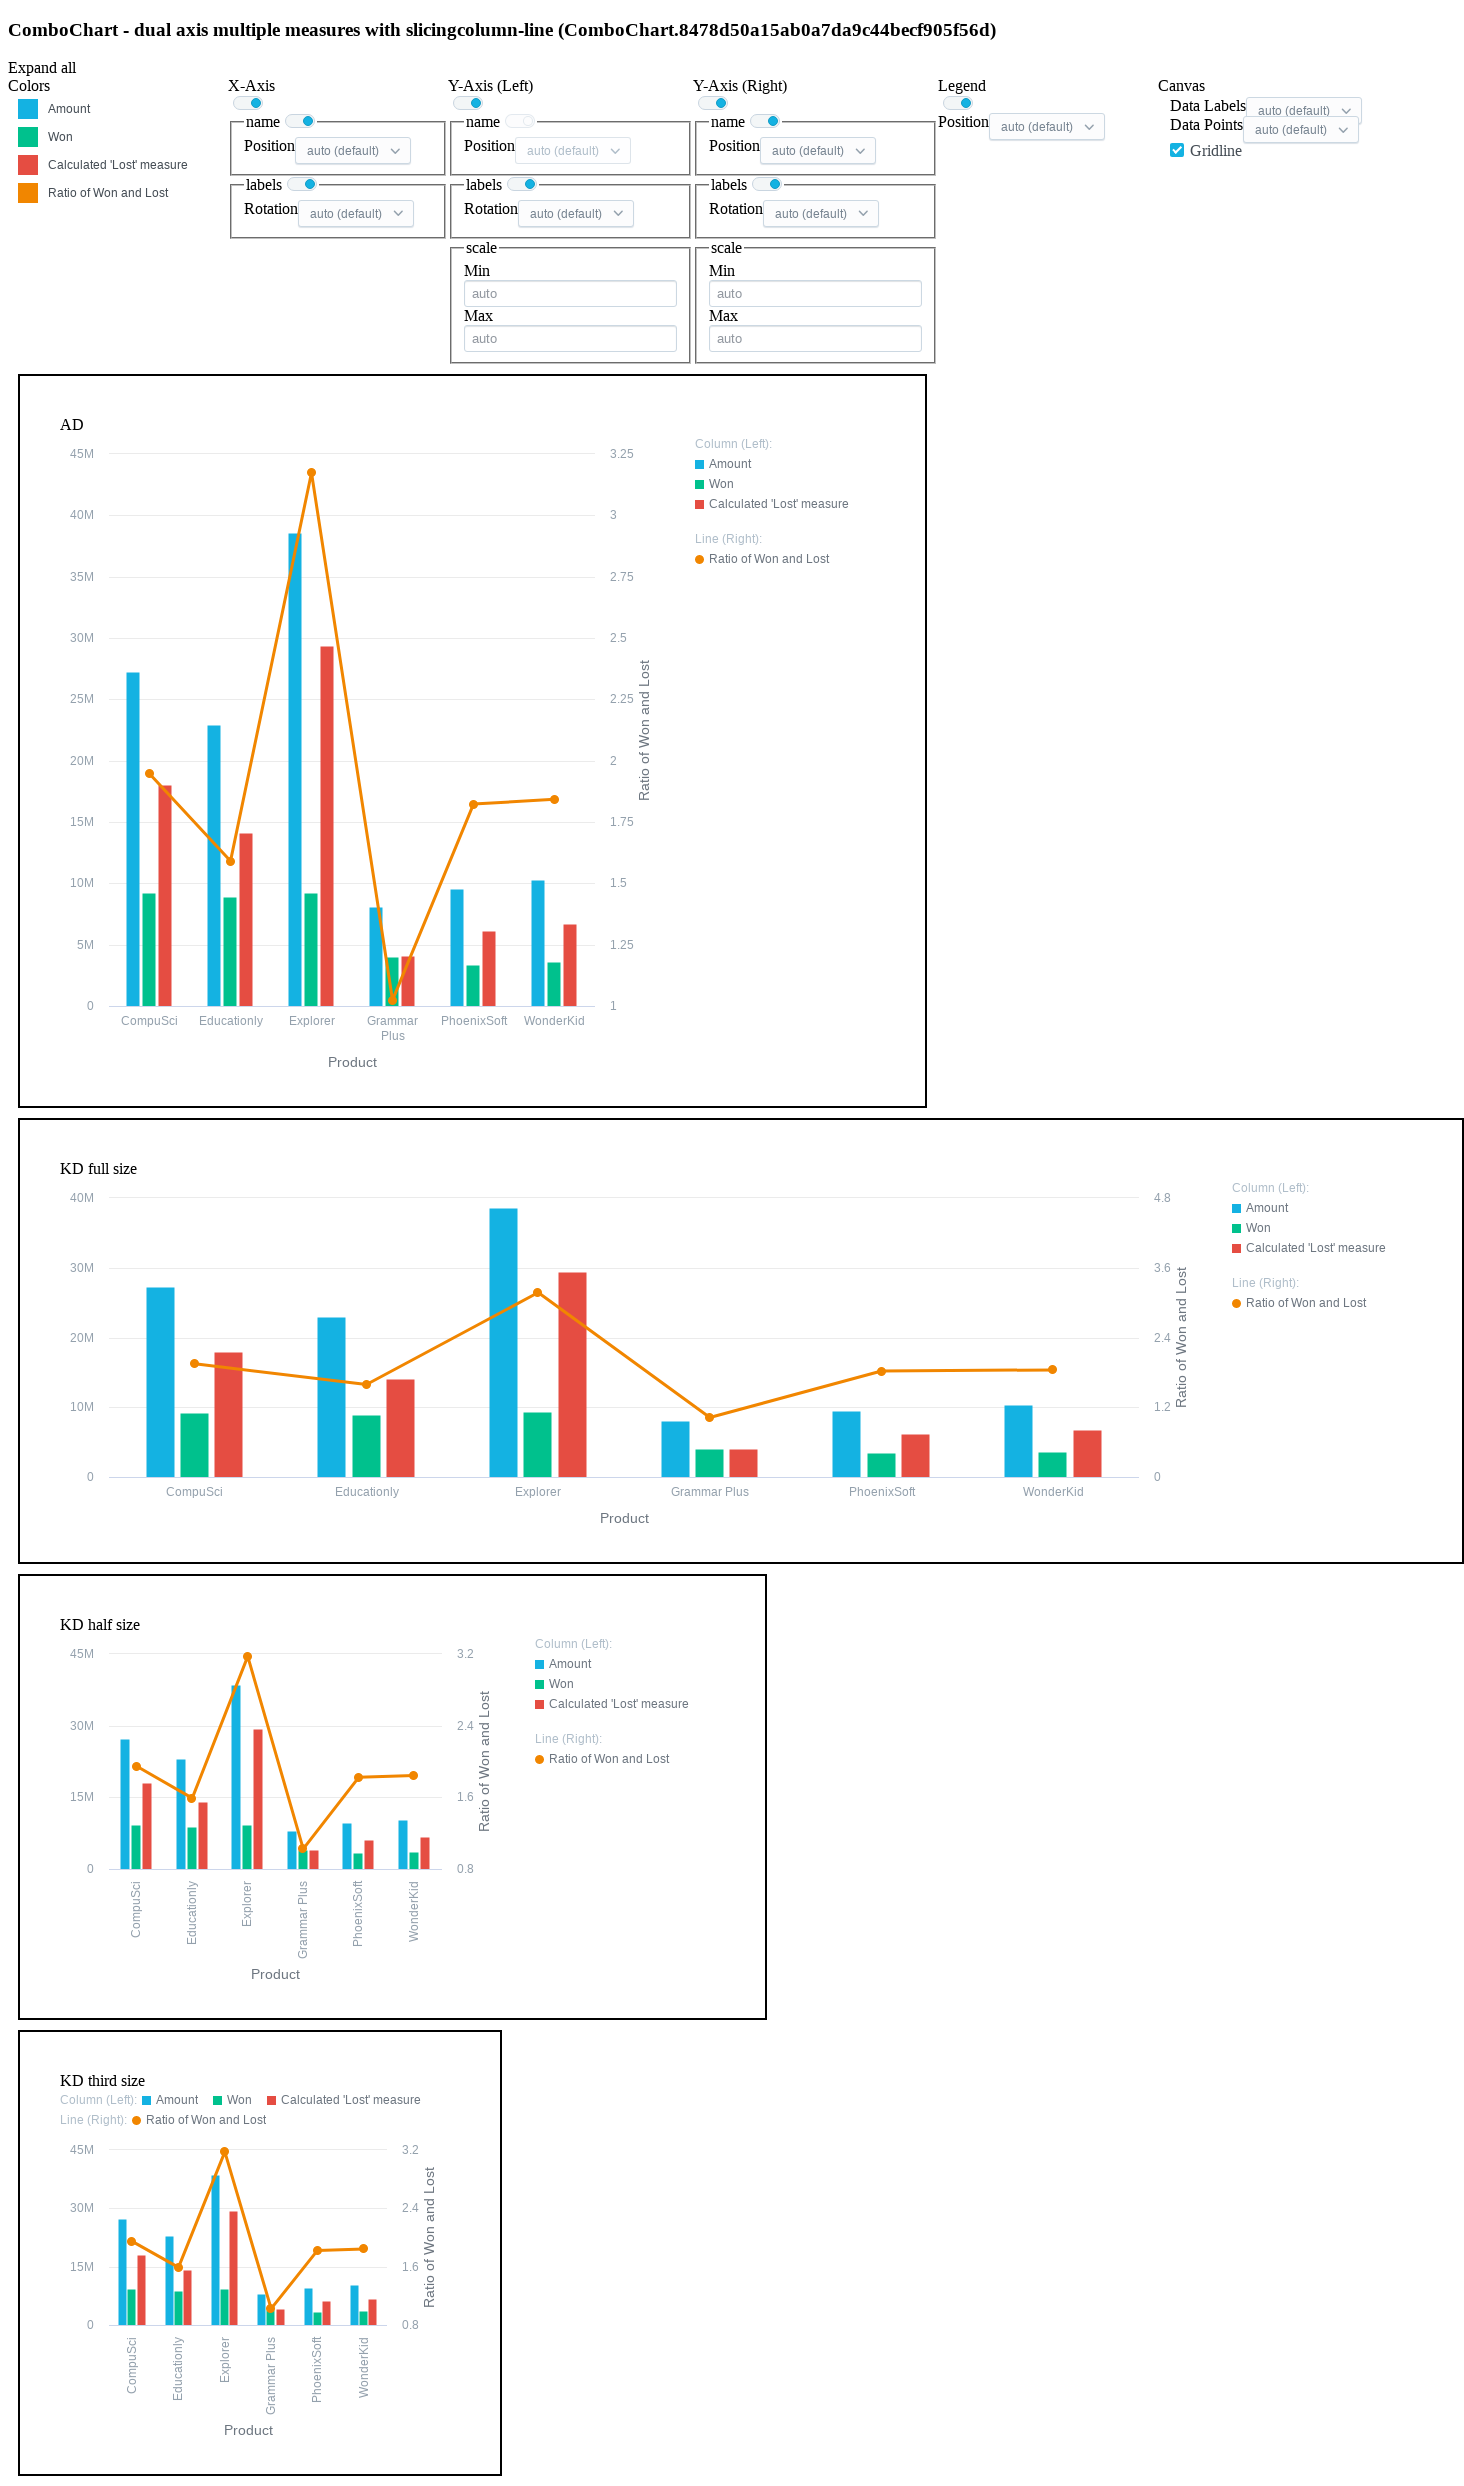 ComboChart - dual axis multiple measures with slicingcolumn-line (ComboChart.8478d50a15ab0a7da9c44becf905f56d)
Expand all
Colors
Amount
Won
Calculated 'Lost' measure
Ratio of Won and Lost
X-Axis
name
Position auto (default)
labels
Rotation auto (default)
Y-Axis (Left)
name
Position auto (default)
labels
Rotation auto (default)
scale
Min
auto
Max
auto
Y-Axis (Right)
name
Position auto (default)
labels
Rotation auto (default)
scale
Min
auto
Max
auto
Legend
Position auto (default)
Canvas
Data Labels auto (default)
Data Points auto (default)
Gridline
AD
45M
40M
35M
30M
25M
20M
15M
10M
5M
0
3.25
3
2.75
2.5
2.25
2
1.75
1.5
1.25
1
Ratio of Won and Lost
CompuSci Educationly Explorer Grammar Plus PhoenixSoft WonderKid
Product
Column (Left):
Amount
Won
Calculated 'Lost' measure
Line (Right):
Ratio of Won and Lost
KD full size
40M
30M
20M
10M
0
4.8
3.6
2.4
1.2
0
Ratio of Won and Lost
CompuSci Educationly Explorer Grammar Plus PhoenixSoft WonderKid
Product
Column (Left):
Amount
Won
Calculated 'Lost' measure
Line (Right):
Ratio of Won and Lost
KD half size
45M
30M
15M
0
3.2
2.4
1.6
0.8
Ratio of Won and Lost
CompuSci Educationly Explorer Grammar Plus PhoenixSoft WonderKid
Product
Column (Left):
Amount
Won
Calculated 'Lost' measure
Line (Right):
Ratio of Won and Lost
KD third size
Column (Left): Amount Won Calculated 'Lost' measure
Line (Right): Ratio of Won and Lost
45M
30M
15M
0
3.2
2.4
1.6
0.8
Ratio of Won and Lost
CompuSci Educationly Explorer Grammar Plus PhoenixSoft WonderKid
Product